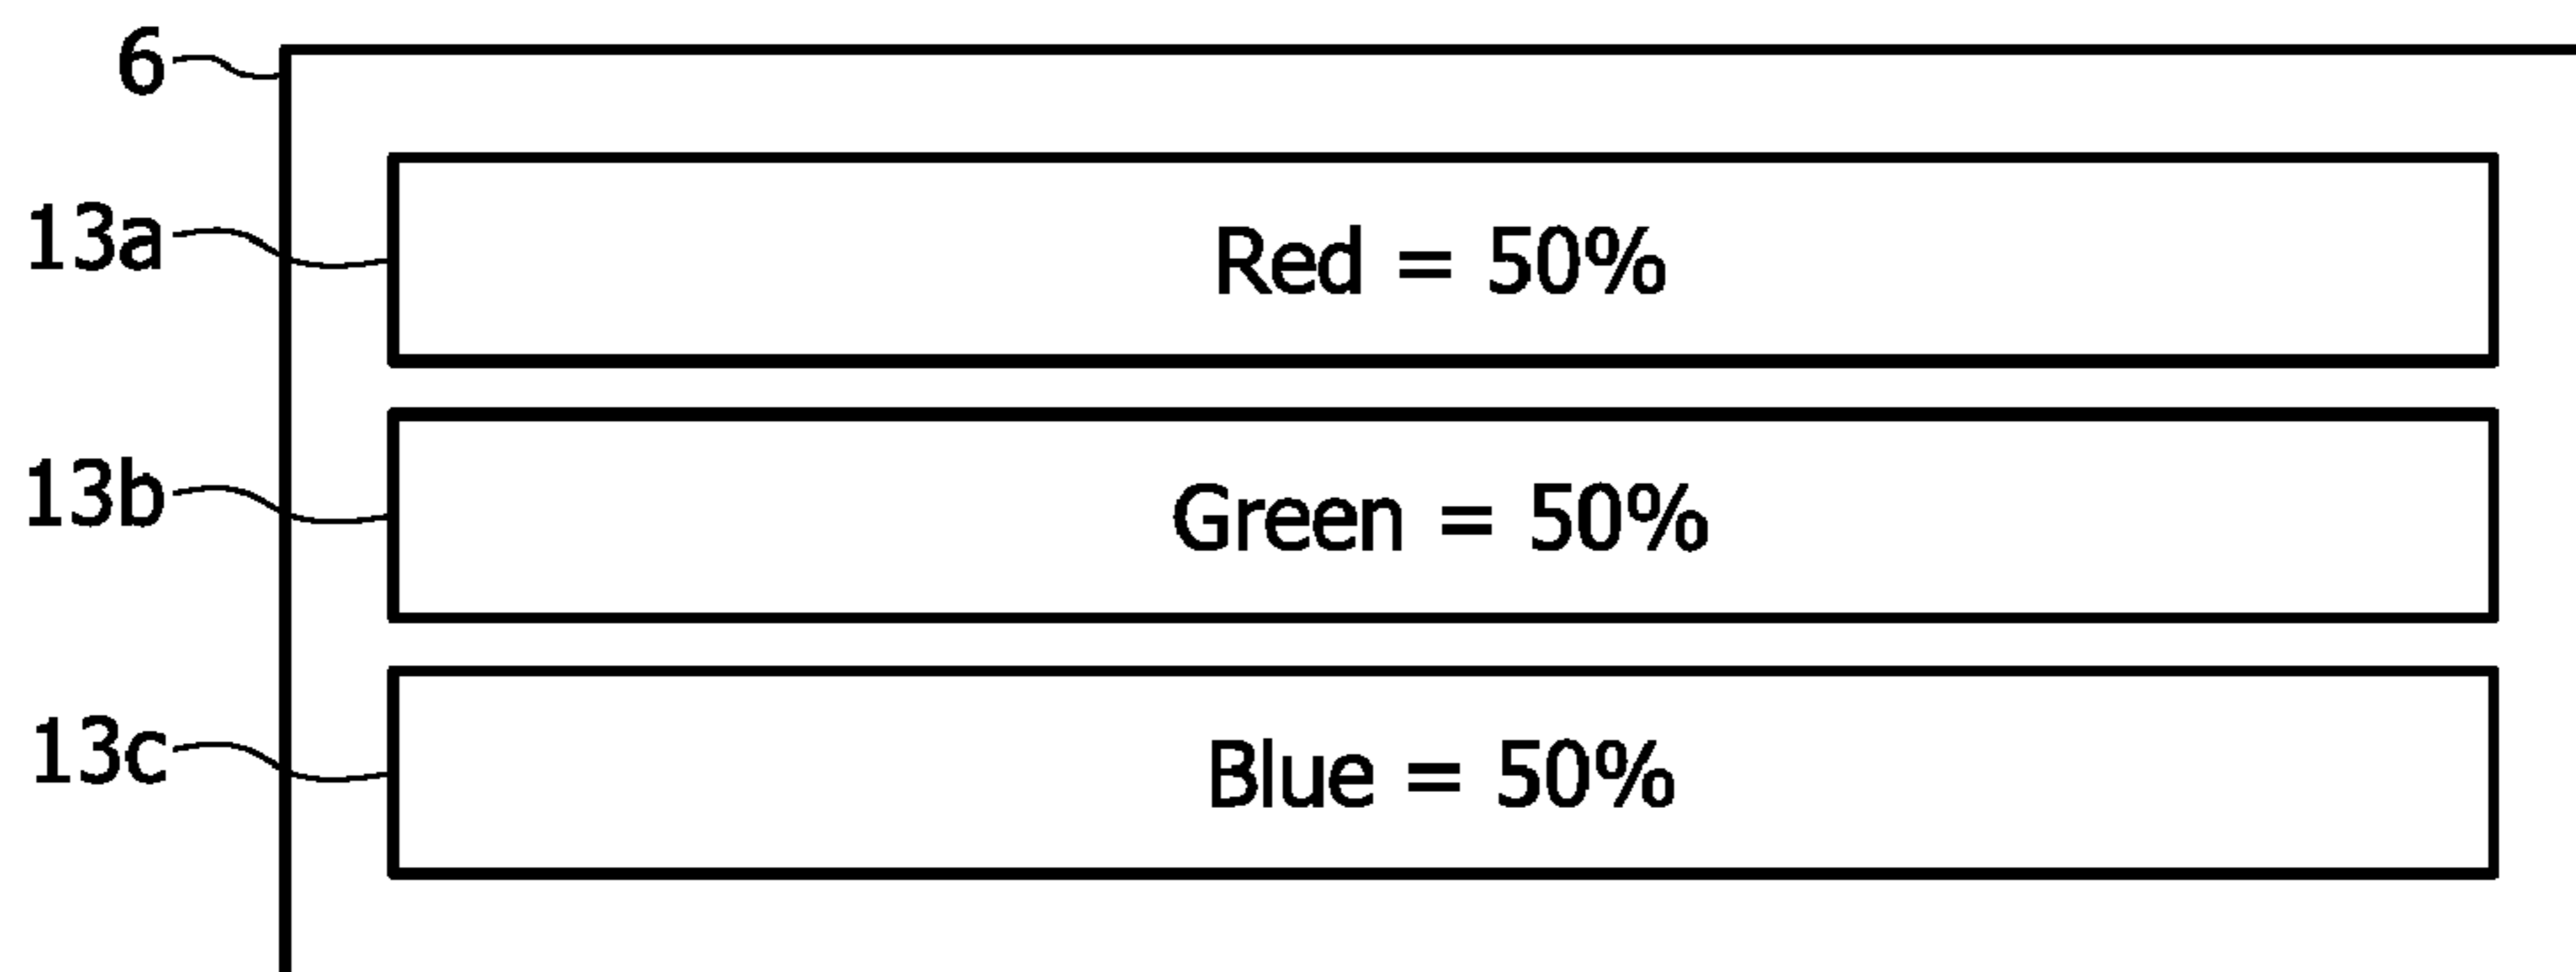 6
13a
Red = 50%
13b
Green = 50%
13c
Blue = 50%